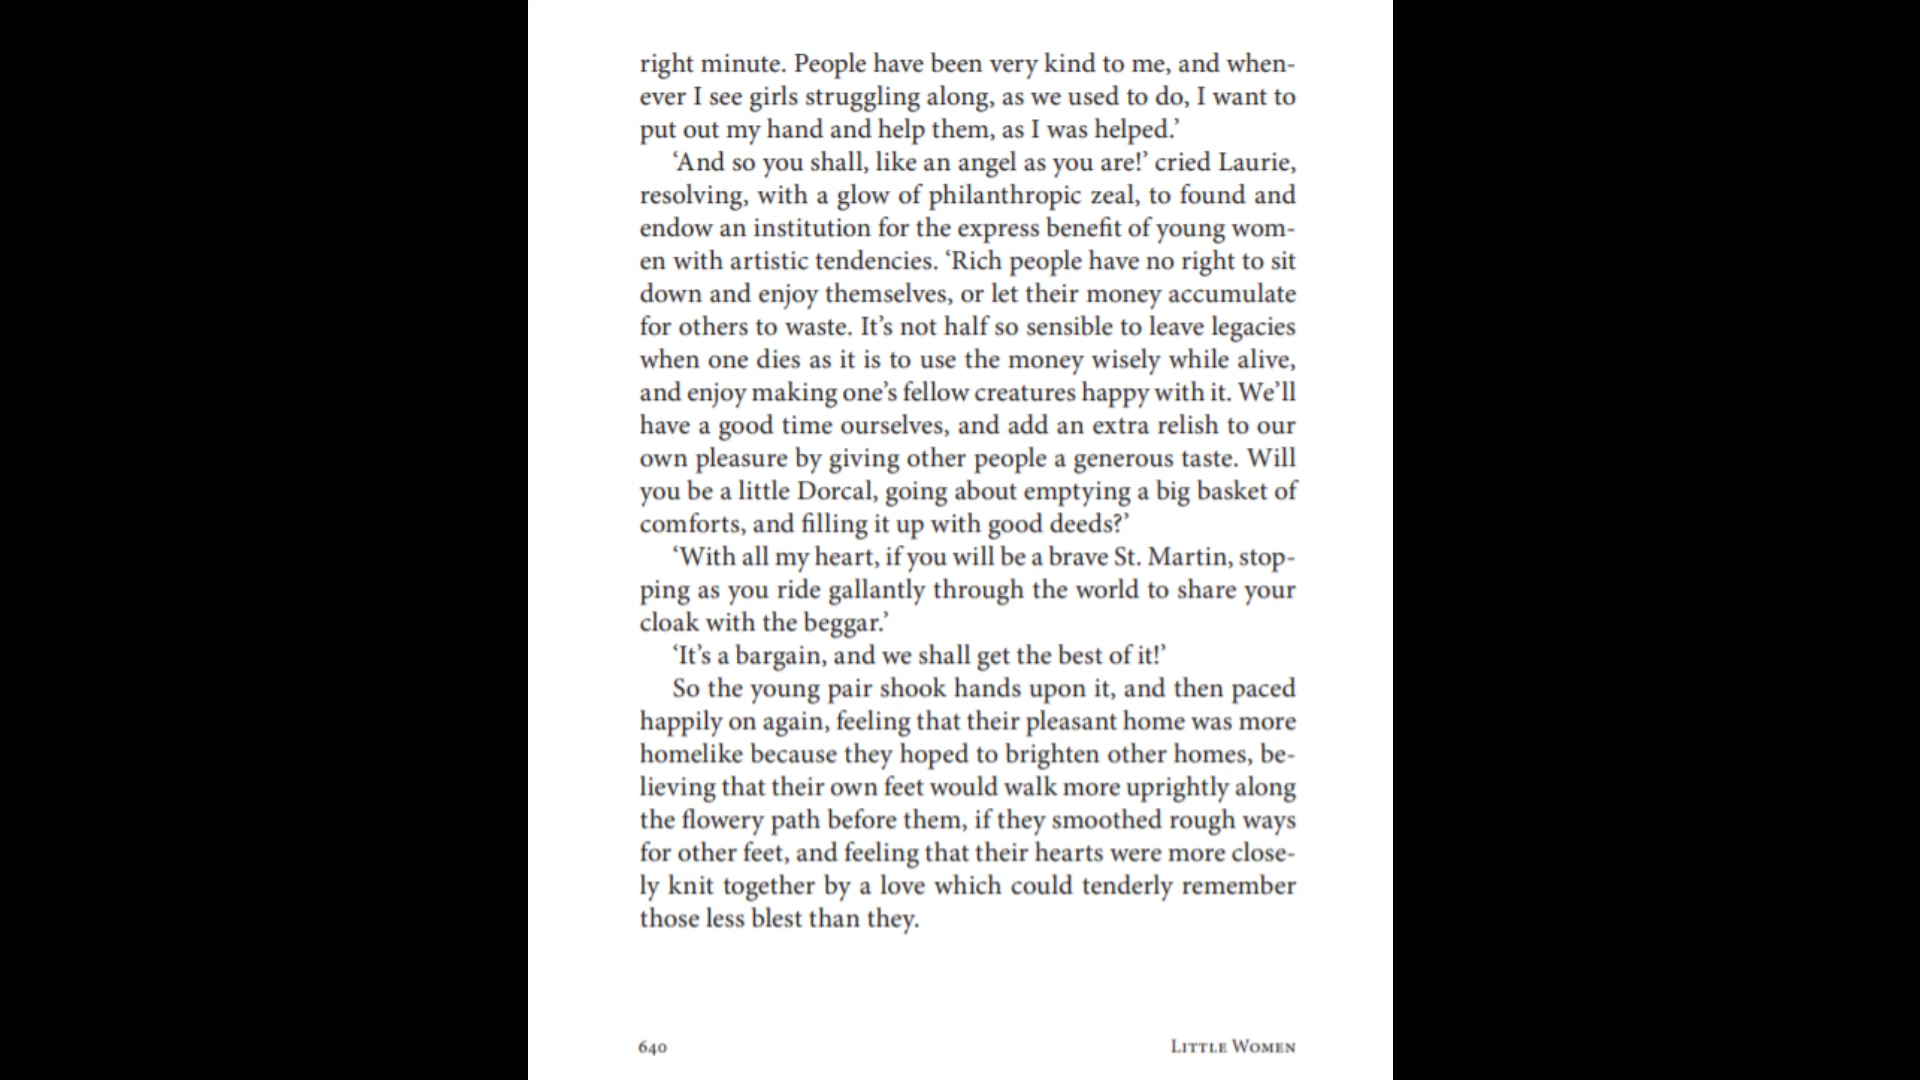 right minute. People have been very kind to me, and when-
ever I see girls struggling along, as we used to do, I want to
put out my hand and help them, as I was helped.’
‘And so you shall, like an angel as you are!’ cried Laurie,
resolving, with a glow of philanthropic zeal, to found and
endow an institution for the express benefit of young wom-
en with artistic tendencies. ‘Rich people have no right to sit
down and enjoy themselves, or let their money accumulate
for others to waste. It’s not half so sensible to leave legacies
when one dies as it is to use the money wisely while alive,
and enjoy making one’s fellow creatures happy with it. We’ll
have a good time ourselves, and add an extra relish to our
own pleasure by giving other people a generous taste. Will
you be a little Dorcal, going about emptying a big basket of
comforts, and filling it up with good deeds?’
‘With all my heart, if you will be a brave St. Martin, stop-
ping as you ride gallantly through the world to share your
cloak with the beggar.’
‘It’s a bargain, and we shall get the best of it!’
So the young pair shook hands upon it, and then paced
happily on again, feeling that their pleasant home was more
homelike because they hoped to brighten other homes, be-
lieving that their own feet would walk more uprightly along
the flowery path before them, if they smoothed rough ways
for other feet, and feeling that their hearts were more close-
ly knit together by a love which could tenderly remember
those less blest than they.
640 Little Women